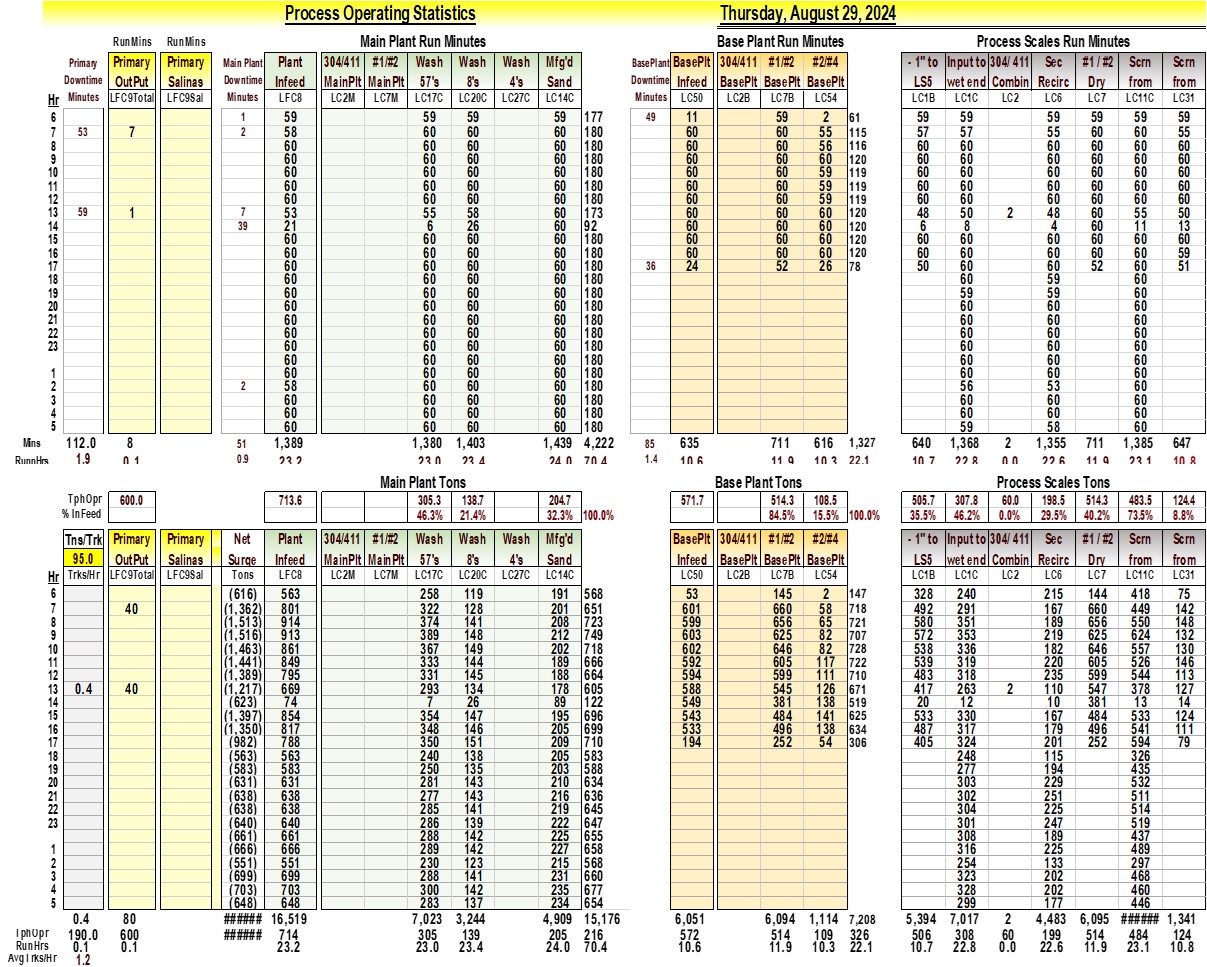 Process Operating Statistics Thursday, August 29, 2024
RunMins RunMins Main Plant Run Minutes Base Plant Run Minutes Process Scales Run Minutes
Primary Primary Primary Main Plant Plant 304/411 #1/#2 Wash Wash Wash Mfg'd BasePlant BasePlt 304/411 #1/#2 #2/#4 - 1" to Input to 304/ 411 Sec #1 / #2 Scrn Scrn
Downtime OutPut Salinas Downtime Infeed MainPlt MainPlt 57's 8's 4's Sand Downtime Infeed BasePlt BasePlt BasePlt LS5 wet end Combin Recirc Dry from from
Hr Minutes LFC9Total LFC9Sal Minutes LFC8 LC2M LC7M LC17C LC20C LC27C LC14C Minutes LC50 LC2B LC7B LC54 LC1B LC1C LC2 LC6 LC7 LC11C LC31
6 1 59 59 59 59 177 49 11 59 2 61 59 59 59 59 59 59
7 53 7 2 58 60 60 60 180 60 60 55 115 57 57 55 60 60 55
8 60 60 60 60 180 60 60 56 116 60 60 60 60 60 60
9 60 60 60 60 180 60 60 60 120 60 60 60 60 60 60
10 60 60 60 60 180 60 60 59 119 60 60 60 60 60 60
11 60 60 60 60 180 60 60 59 119 60 60 60 60 60 60
12 60 60 60 60 180 60 60 59 119 60 60 60 60 60 60
13 59 1 7 53 55 58 60 173 60 60 60 120 48 50 2 48 60 55 50
14 39 21 6 26 60 92 60 60 60 120 6 8 4 60 11 13
15 60 60 60 60 180 60 60 60 120 60 60 60 60 60 60
16 60 60 60 60 180 60 60 60 120 60 60 60 60 60 59
17 60 60 60 60 180 36 24 52 26 78 50 60 60 52 60 51
18 60 60 60 60 180 60 59 60
19 60 60 60 60 180 59 59 60
20 60 60 60 60 180 60 60 60
21 60 60 60 60 180 60 60 60
22 60 60 60 60 180 60 60 60
23 60 60 60 60 180 60 60 60
60 60 60 60 180 60 60 60
1 60 60 60 60 180 60 60 60
2 2 58 60 60 60 180 56 53 60
3 60 60 60 60 180 60 60 60
4 60 60 60 60 180 60 60 60
5 60 60 60 60 180 59 58 60
Mins 112.0 8 51 1,389 1,380 1,403 1,439 4,222 85 635 711 616 1,327 640 1,368 2 1,355 711 1,385 647
RunnHrs 1.9 0.1 0.9 23.2 23.0 23.4 24.0 70.4 1.4 10.6 11.9 10.3 22.1 10.7 22.8 0.0 22.6 11.9 23.1 10.8
Main Plant Tons Base Plant Tons Process Scales Tons
TphOpr 600.0 713.6 305.3 138.7 204.7 571.7 514.3 108.5 505.7 307.8 60.0 198.5 514.3 483.5 124.4
% InFeed 46.3% 21.4% 32.3% 100.0% 84.5% 15.5% 100.0% 35.5% 46.2% 0.0% 29.5% 40.2% 73.5% 8.8%
Tns/Trk Primary Primary Net Plant 304/411 #1/#2 Wash Wash Wash Mfg'd BasePlt 304/411 #1/#2 #2/#4 - 1" to Input to 304/ 411 Sec #1 / #2 Scrn Scrn
95.0 OutPut Salinas Surge Infeed MainPlt MainPlt 57's 8's 4's Sand Infeed BasePlt BasePlt BasePlt LS5 wet end Combin Recirc Dry from from
Hr Trks/Hr LFC9Total LFC9Sal Tons LFC8 LC2M LC7M LC17C LC20C LC27C LC14C LC50 LC2B LC7B LC54 LC1B LC1C LC2 LC6 LC7 LC11C LC31
6 (616) 563 258 119 191 568 53 145 2 147 328 240 215 144 418 75
7 40 (1,362) 801 322 128 201 651 601 660 58 718 492 291 167 660 449 142
8 (1,513) 914 374 141 208 723 599 656 65 721 580 351 189 656 550 148
9 (1,516) 913 389 148 212 749 603 625 82 707 572 353 219 625 624 132
10 (1,463) 861 367 149 202 718 602 646 82 728 538 336 182 646 557 130
11 (1,441) 849 333 144 189 666 592 605 117 722 539 319 220 605 526 146
12 (1,389) 795 331 145 188 664 594 599 111 710 483 318 235 599 544 113
13 0.4 40 (1,217) 669 293 134 178 605 588 545 126 671 417 263 2 110 547 378 127
14 (623) 74 7 26 89 122 549 381 138 519 20 12 10 381 13 14
15 (1,397) 854 354 147 195 696 543 484 141 625 533 330 167 484 533 124
16 (1,350) 817 348 146 205 699 533 496 138 634 487 317 179 496 541 111
17 (982) 788 350 151 209 710 194 252 54 306 405 324 201 252 594 79
18 (563) 563 240 138 205 583 248 115 326
19 (583) 583 250 135 203 588 277 194 435
20 (631) 631 281 143 210 634 303 229 532
21 (638) 638 277 143 216 636 302 251 511
22 (638) 638 285 141 219 645 304 225 514
23 (640) 640 286 139 222 647 301 247 519
(661) 661 288 142 225 655 308 189 437
1 (666) 666 289 142 227 658 316 225 489
2 (551) 551 230 123 215 568 254 133 297
3 (699) 699 288 141 231 660 323 202 468
4 (703) 703 300 142 235 677 328 202 460
5 (648) 648 283 137 234 654 299 177 446
0.4 80 ###### 16,519 7,023 3,244 4,909 15,176 6,051 6,094 1,114 7,208 5,394 7,017 2 4,483 6,095 ###### 1,341
TphOpr 190.0 600 ###### 714 305 139 205 216 572 514 109 326 506 308 60 199 514 484 124
RunHrs 0.1 0.1 23.2 23.0 23.4 24.0 70.4 10.6 11.9 10.3 22.1 10.7 22.8 0.0 22.6 11.9 23.1 10.8
AvgTrks/Hr 1.2